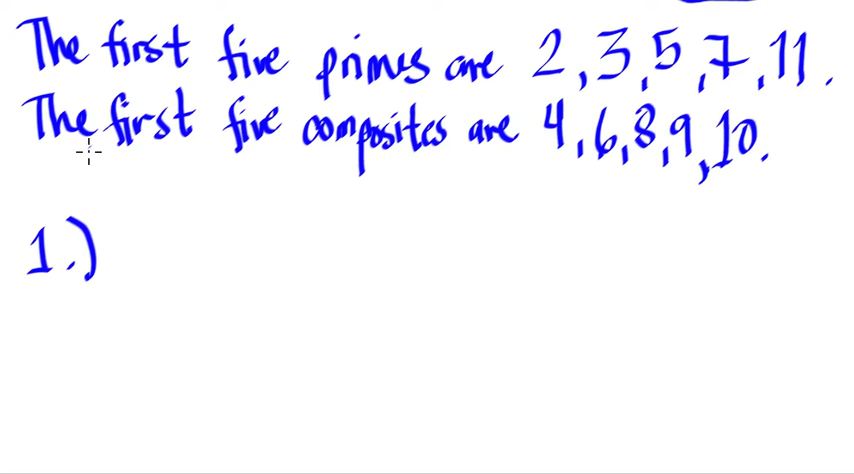 The first five primes are 2, 3, 5, 7, 11.
The first five composites are 4, 6, 8, 9, 10.
1.)